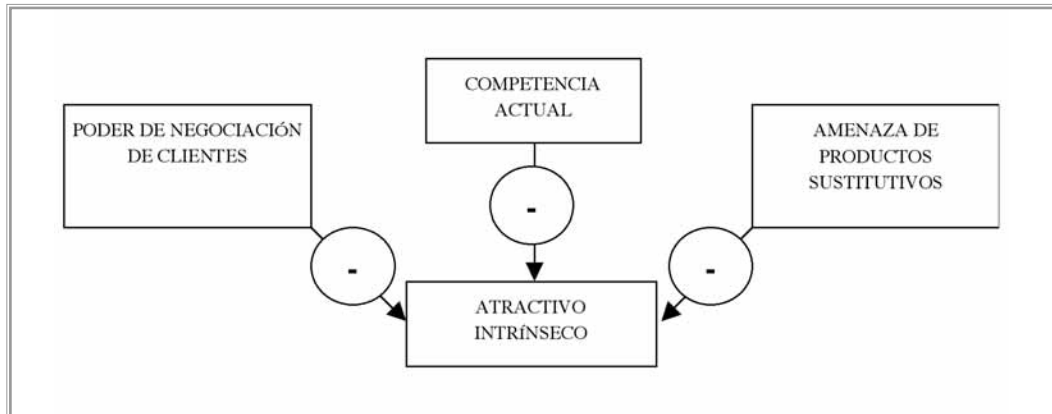 PODER DE NEGOCIACIÓN
DE CLIENTES
COMPETENCIA
ACTUAL
AMENAZA DE
PRODUCTOS
SUSTITUTIVOS
-
-
-
ATRACTIVO
INTRÍNSECO